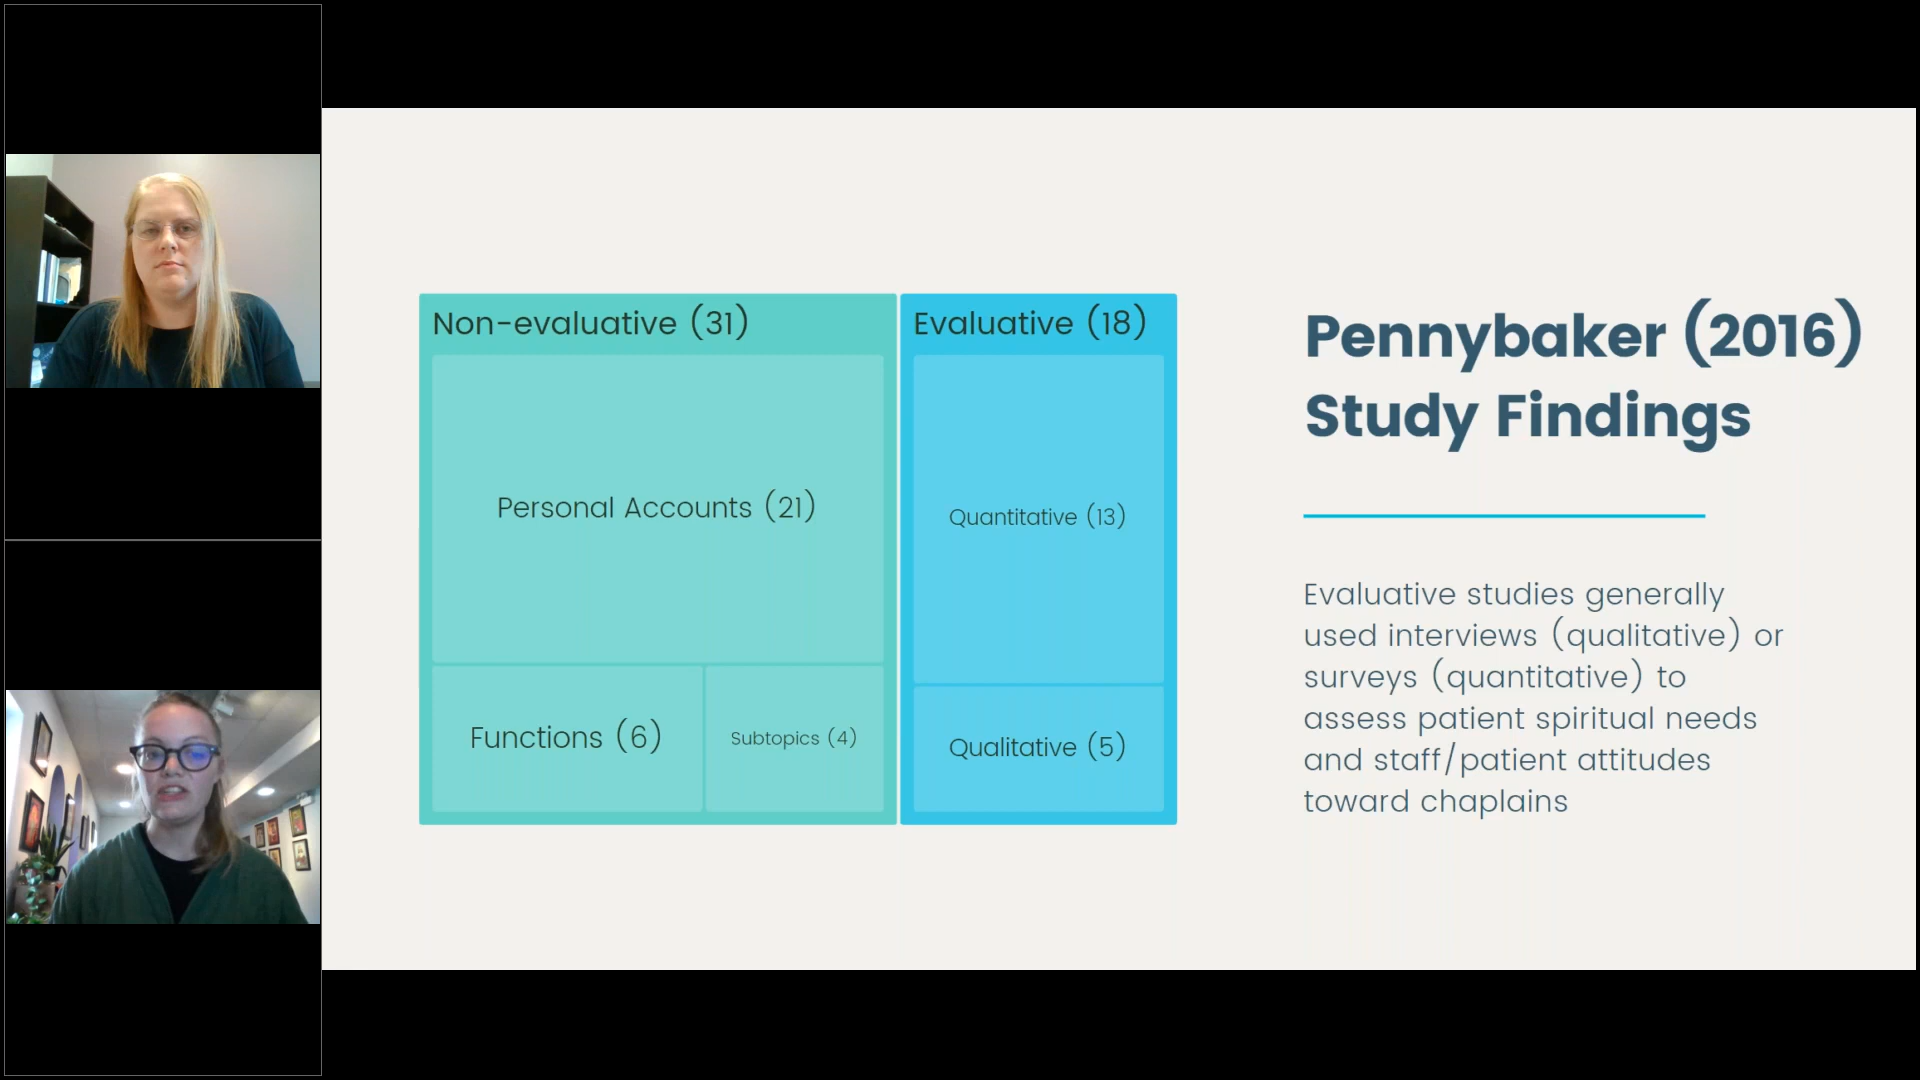 Non-evaluative (31)
Personal Accounts (21)
Functions (6)
Subtopics (4)
Evaluative (18)
Quantitative (13)
Qualitative (5)
Pennybaker (2016)
Study Findings
Evaluative studies generally
used interviews (qualitative) or
surveys (quantitative) to
assess patient spiritual needs
and staff/patient attitudes
toward chaplains